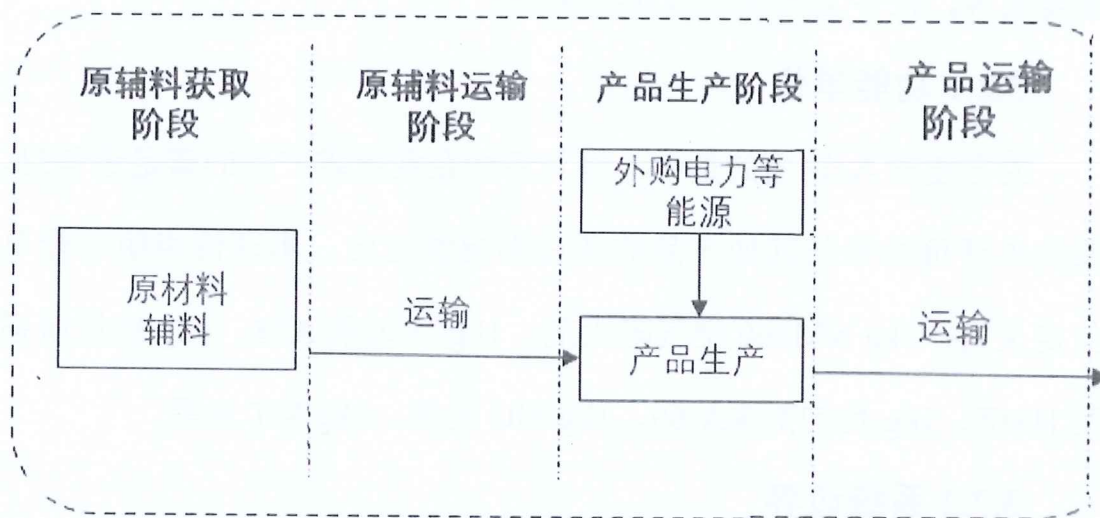 原辅料获取
阶段
原辅料运输
阶段
产品生产阶段
产品运输
阶段
外购电力等
能源
原材料
辅料
运输
产品生产
运输